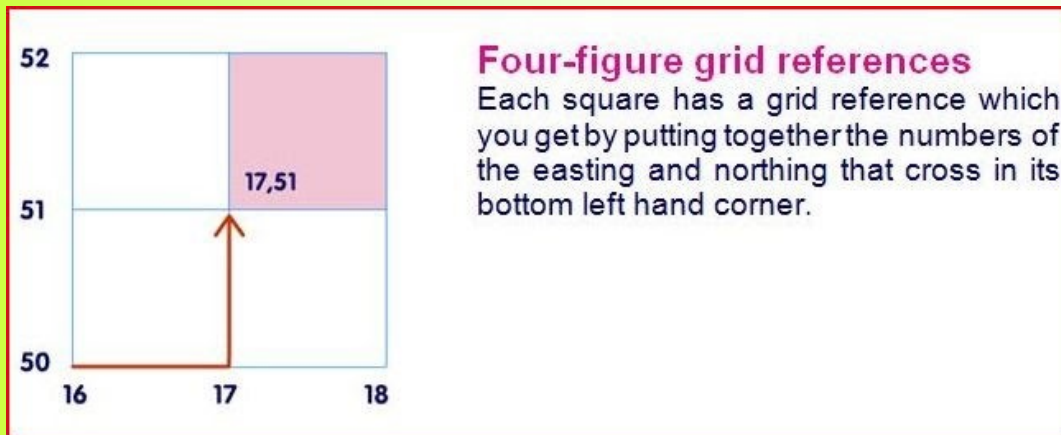 52
51
50
16 17 18
17,51
Four-figure grid references
Each square has a grid reference which
you get by putting together the numbers of
the easting and northing that cross in its
bottom left hand corner.